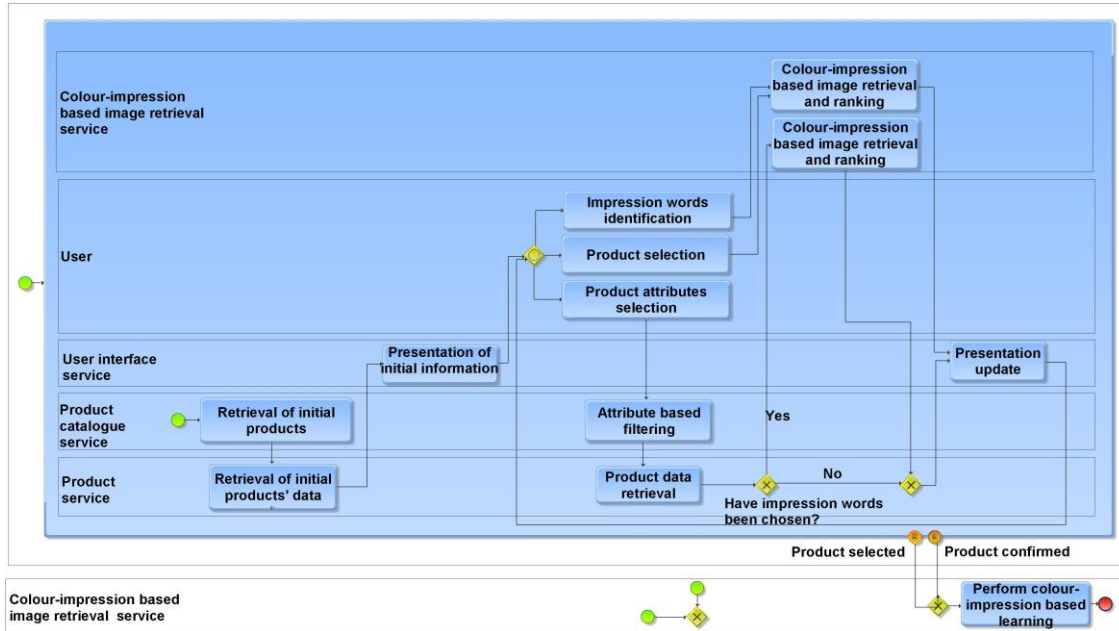 Colour-impression
based image retrieval
service
Colour-impression
based image retrieval
and ranking
Colour-impression
based image retrieval
and ranking
User
Impression words
identification
Product selection
Product attributes
selection
User interface
service
Presentation of
initial information
Presentation
update
Product
catalogue
service
Retrieval of initial
products
Attribute based
filtering
Yes
Product
service
Retrieval of initial
products' data
Product data
retrieval
No
Have impression words
been chosen?
Product selected
Product confirmed
Colour-impression based
image retrieval service
Perform colour-
impression based
learning